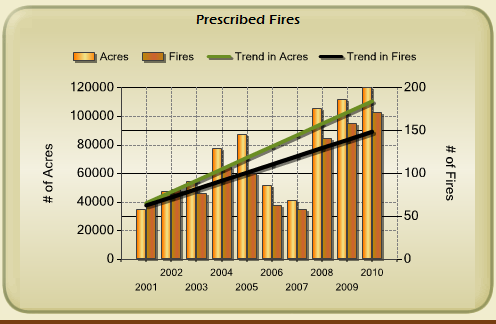 Prescribed Fires
Acres Fires Trend in Acres Trend in Fires
120000 200
100000
150
80000
100
60000
40000
50
20000
0 0
# of Acres
# of Fires
2002 2004 2006 2008 2010
2001 2003 2005 2007 2009